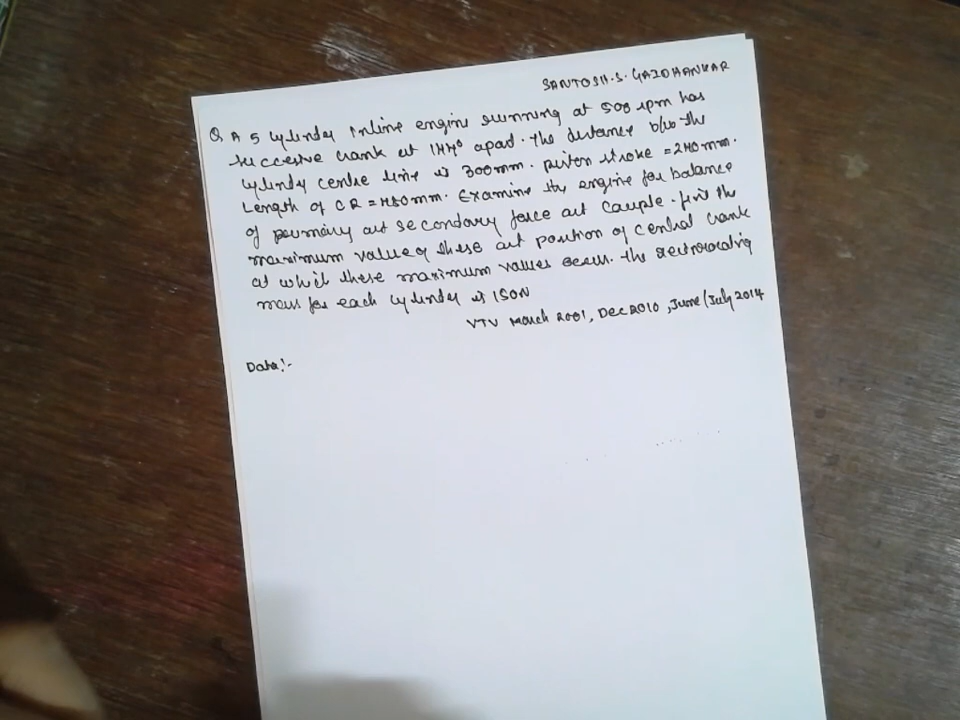 SANTOSH.S. GAIDHANKAR
Q A 5 cylinder Inline engine running at 500 rpm has
successive crank at 144° apart. The distance b/w the
cylinder centre line is 300mm. Piston stroke = 240mm.
Length of CR = 480mm. Examine the engine for balance
of primary and secondary force and couple. find the
maximum value of these and position of central crank
at which these maximum values occur. the reciprocating
mass for each cylinder is 150N
VTU March 2001, Dec 2010, June/July 2014
Data:-